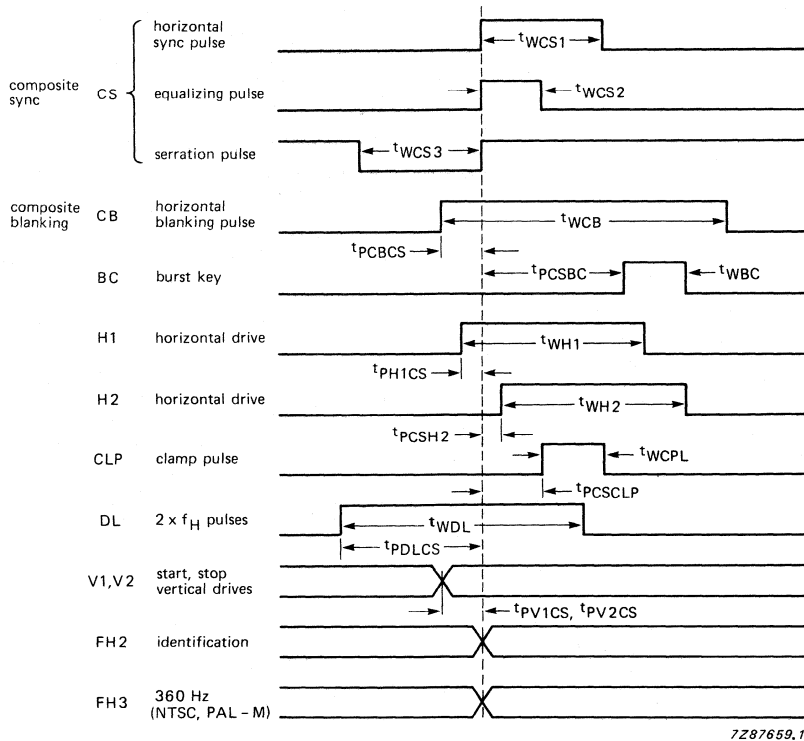 horizontal
sync pulse
tWCS1
composite
sync
CS
equalizing pulse
tWCS2
serration pulse
tWCS3
composite
blanking
CB
horizontal
blanking pulse
tWCB
tPCBCS
BC
burst key
tPCSBC
tWBC
H1
horizontal drive
tWH1
tPH1CS
H2
horizontal drive
tWH2
tPCSH2
CLP
clamp pulse
tWCPL
tPCSCLP
DL
2 x fH pulses
tWDL
tPDLCS
V1,V2
start, stop
vertical drives
tPV1CS, tPV2CS
FH2
identification
FH3
360 Hz
(NTSC, PAL – M)
7Z87659.1